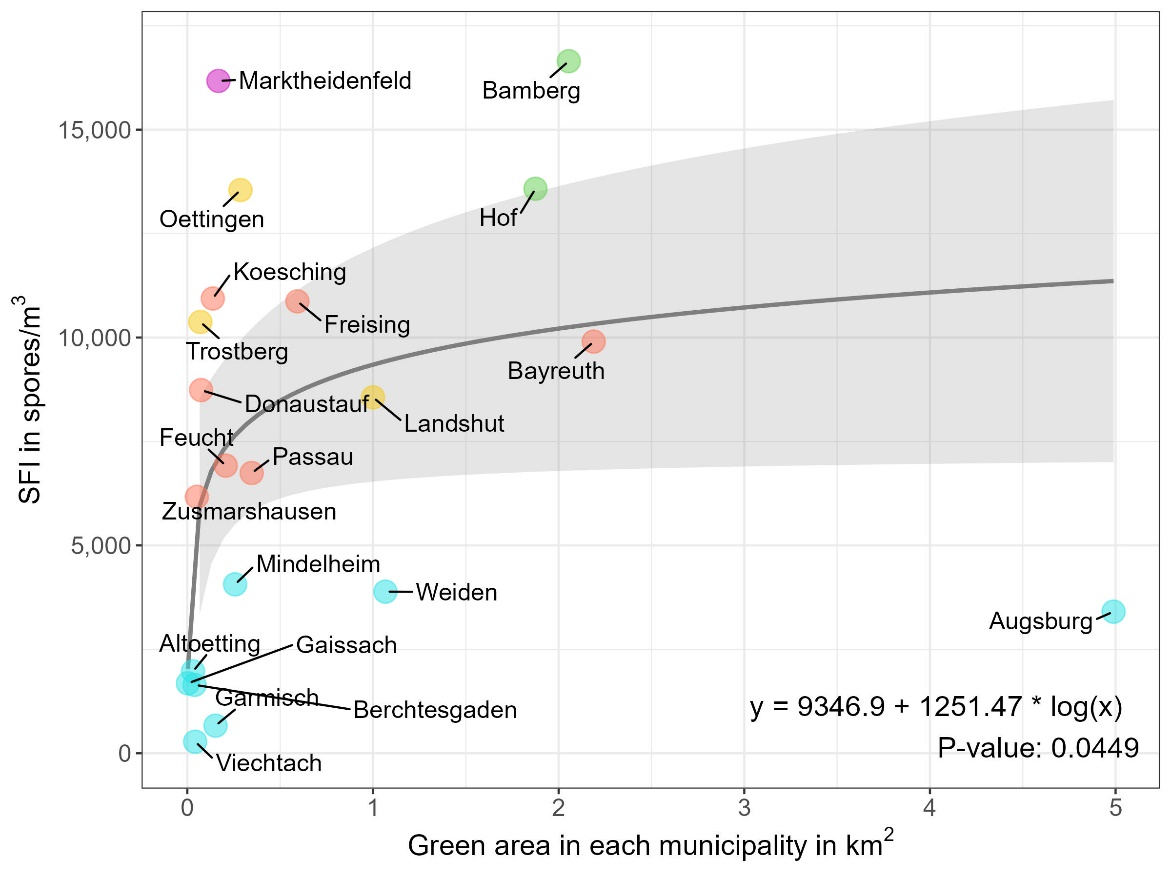 Marktheidenfeld
Bamberg
15,000
Oettingen
Hof
Koesching
Freising
10,000
Trostberg
Bayreuth
Donaustauf
Landshut
Feucht
Passau
Zusmarshausen
5,000
Mindelheim
Weiden
Augsburg
Altoetting
Gaissach
Garmisch
Berchtesgaden
y = 9346.9 + 1251.47 * log(x)
P-value: 0.0449
0
Viechtach
0 1 2 3 4 5
Green area in each municipality in km²
SFI in spores/m³